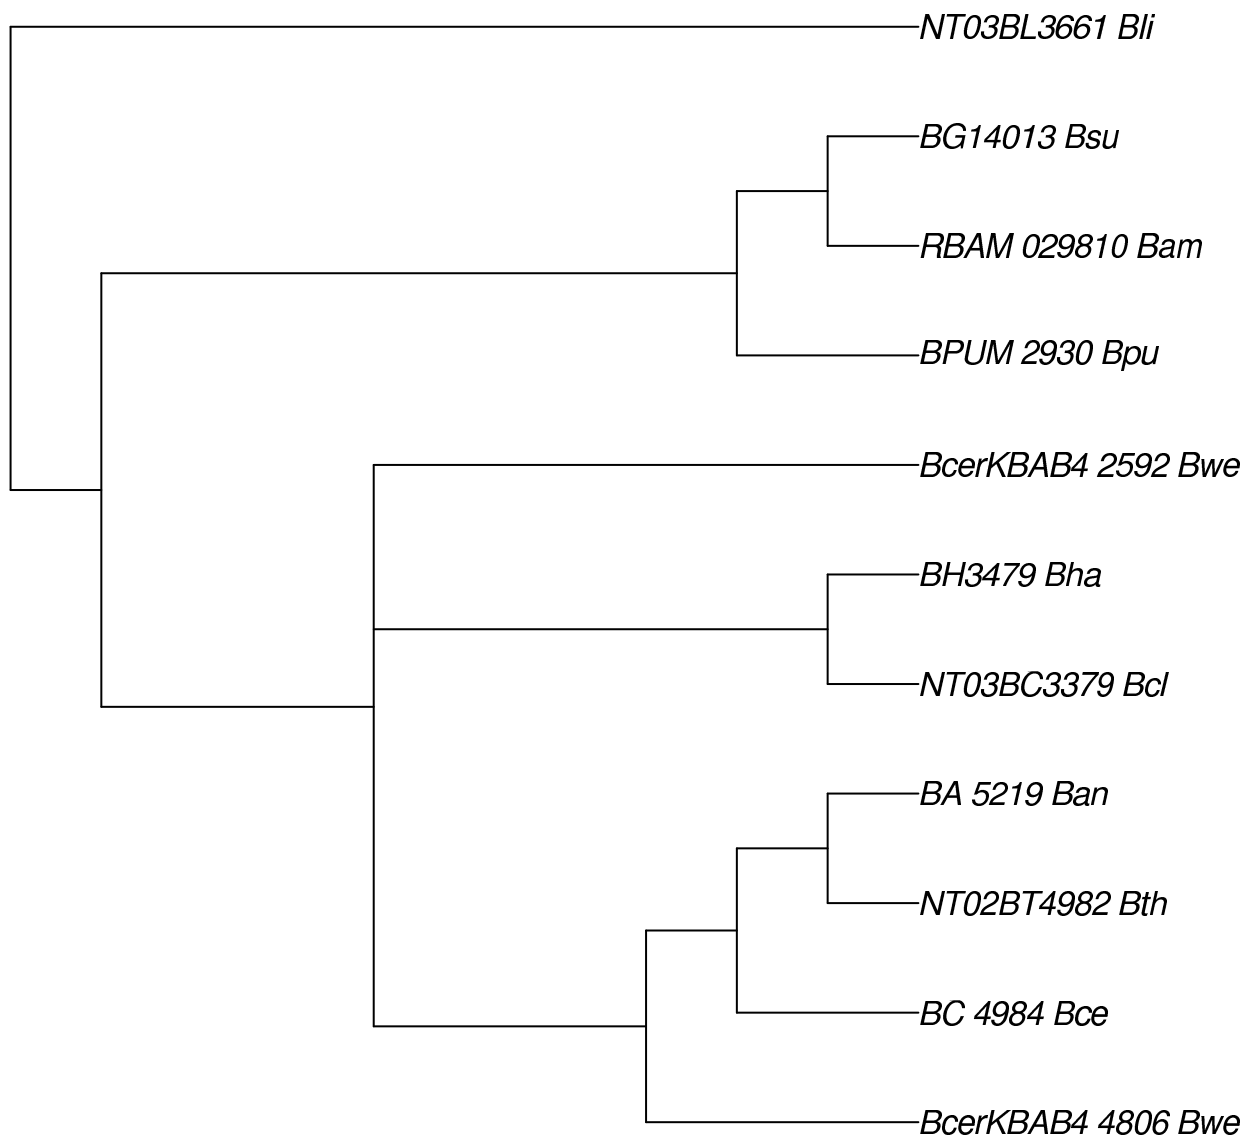 NT03BL3661 Bli
BG14013 Bsu
RBAM 029810 Bam
BPUM 2930 Bpu
BcerKBAB4 2592 Bwe
BH3479 Bha
NT03BC3379 Bcl
BA 5219 Ban
NT02BT4982 Bth
BC 4984 Bce
BcerKBAB4 4806 Bwe